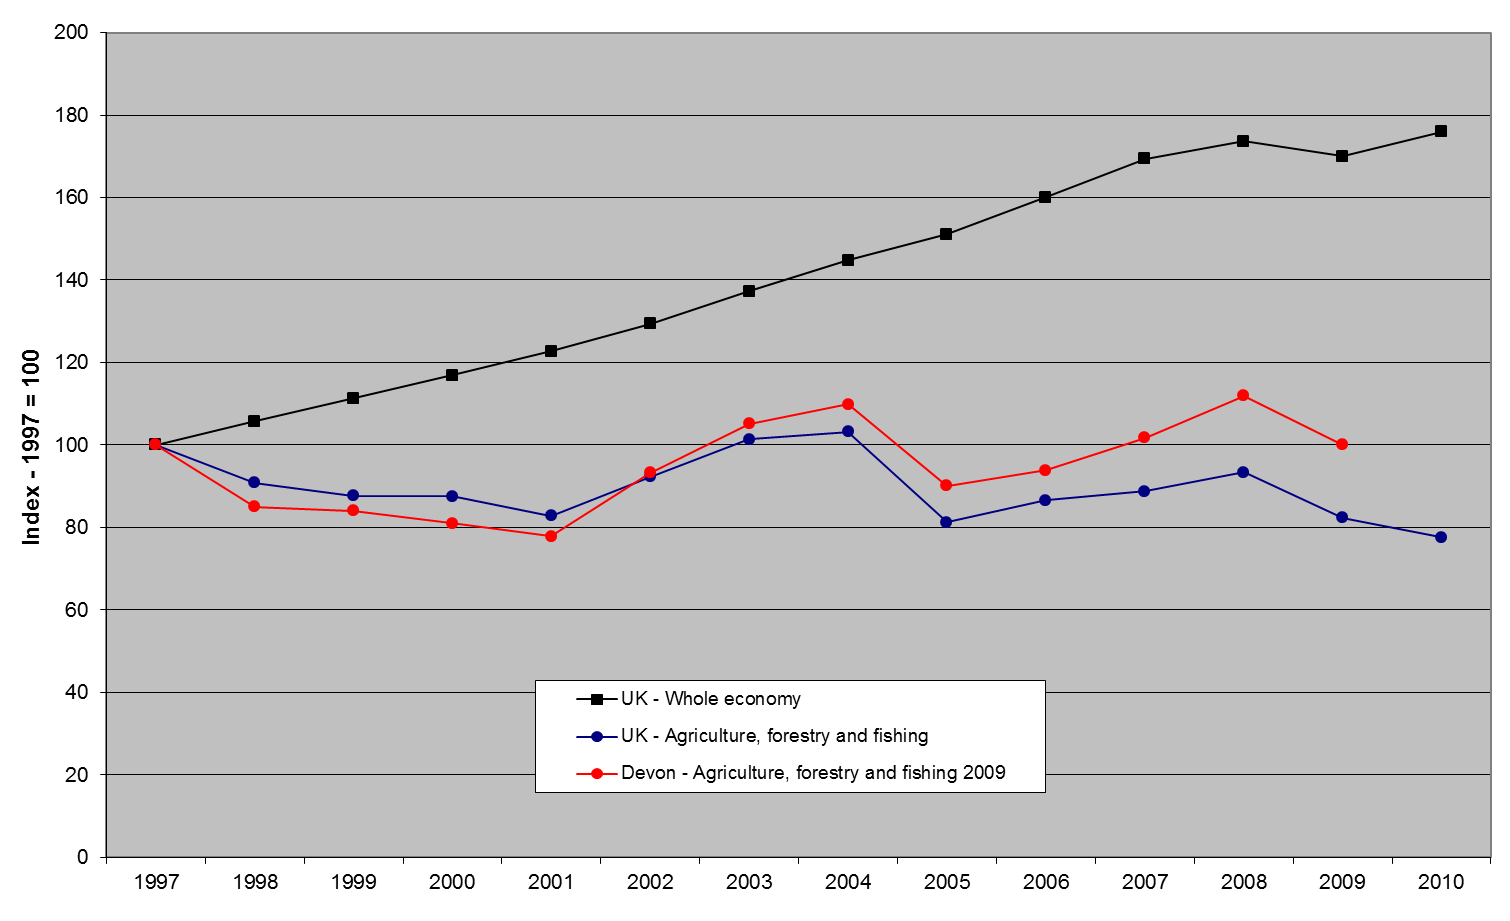 200
180
160
140
120
100
80
60
40
20
0
Index - 1997 = 100
UK - Whole economy
UK - Agriculture, forestry and fishing
Devon - Agriculture, forestry and fishing 2009
1997 1998 1999 2000 2001 2002 2003 2004 2005 2006 2007 2008 2009 2010